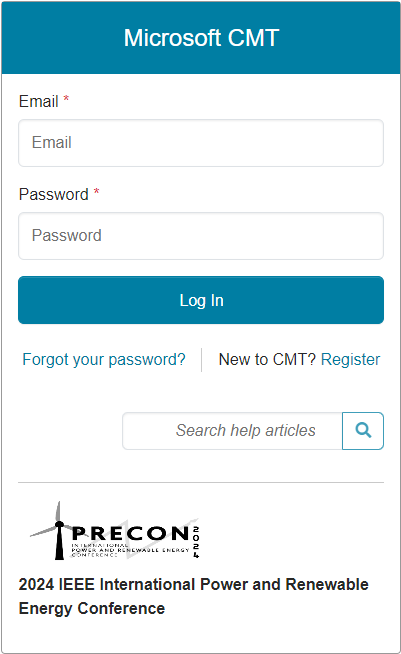 Microsoft CMT
Email *
Email
Password *
Password
Log In
Forgot your password?
New to CMT? Register
Search help articles
PRECON 2024
INTERNATIONAL
POWER AND RENEWABLE ENERGY
CONFERENCE
2024 IEEE International Power and Renewable
Energy Conference